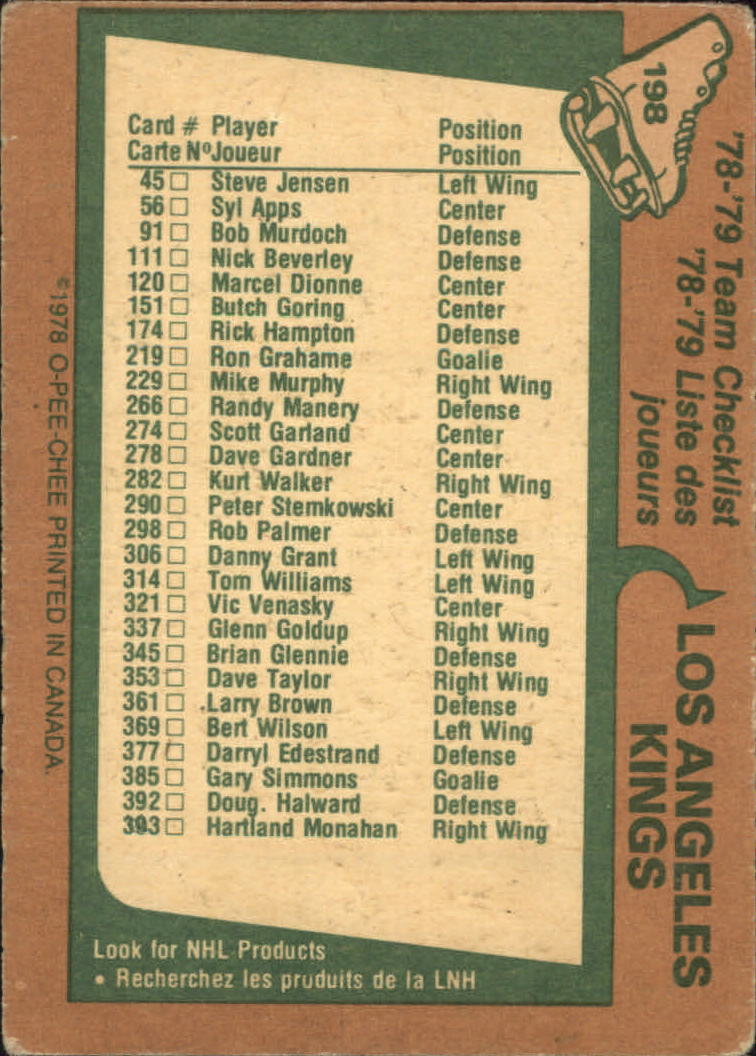 198
'78-'79 Team Checklist
'78-'79 Liste des
joueurs
LOS ANGELES
KINGS
Card # Player Position
Carte Nº Joueur Position
45 □ Steve Jensen Left Wing
56 □ Syl Apps Center
91 □ Bob Murdoch Defense
111 □ Nick Beverley Defense
120 □ Marcel Dionne Center
151 □ Butch Goring Center
174 □ Rick Hampton Defense
219 □ Ron Grahame Goalie
229 □ Mike Murphy Right Wing
266 □ Randy Manery Defense
274 □ Scott Garland Center
278 □ Dave Gardner Center
282 □ Kurt Walker Right Wing
290 □ Peter Stemkowski Center
298 □ Rob Palmer Defense
306 □ Danny Grant Left Wing
314 □ Tom Williams Left Wing
321 □ Vic Venasky Center
337 □ Glenn Goldup Right Wing
345 □ Brian Glennie Defense
353 □ Dave Taylor Right Wing
361 □ Larry Brown Defense
369 □ Bert Wilson Left Wing
377 □ Darryl Edestrand Defense
385 □ Gary Simmons Goalie
392 □ Doug. Halward Defense
393 □ Hartland Monahan Right Wing
Look for NHL Products
• Recherchez les pruduits de la LNH
©1978 O-PEE-CHEE PRINTED IN CANADA.